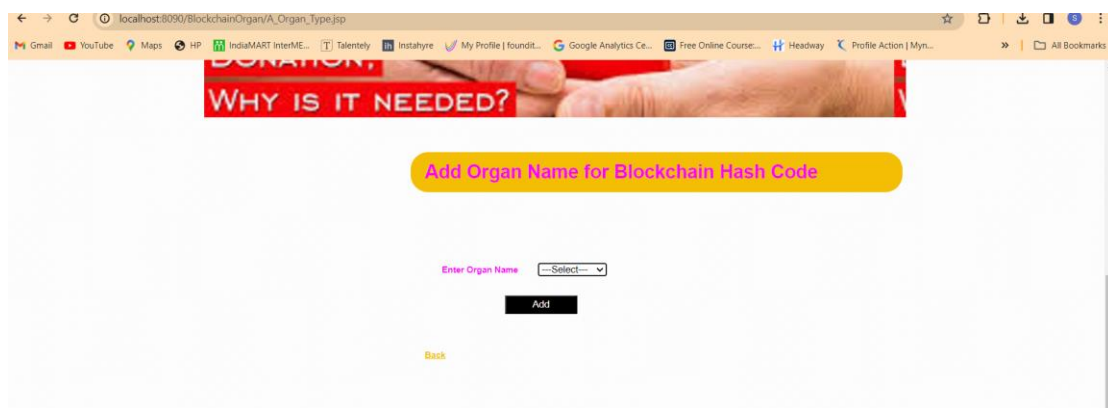 localhost:8090/BlockchainOrgan/A_Organ_Type.jsp
S
Gmail YouTube Maps HP IndiaMART InterME... T Talentely ih Instahyre My Profile | foundit... Google Analytics Ce... Free Online Course:... Headway Profile Action | Myn... » All Bookmarks
DONATION,
WHY IS IT NEEDED?
Add Organ Name for Blockchain Hash Code
Enter Organ Name ---Select---
Add
Back